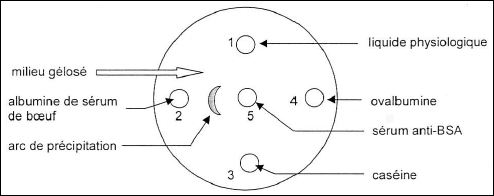 1
liquide physiologique
milieu gélosé
albumine de sérum
de bœuf
2
5
4
ovalbumine
sérum anti-BSA
arc de précipitation
3
caséine